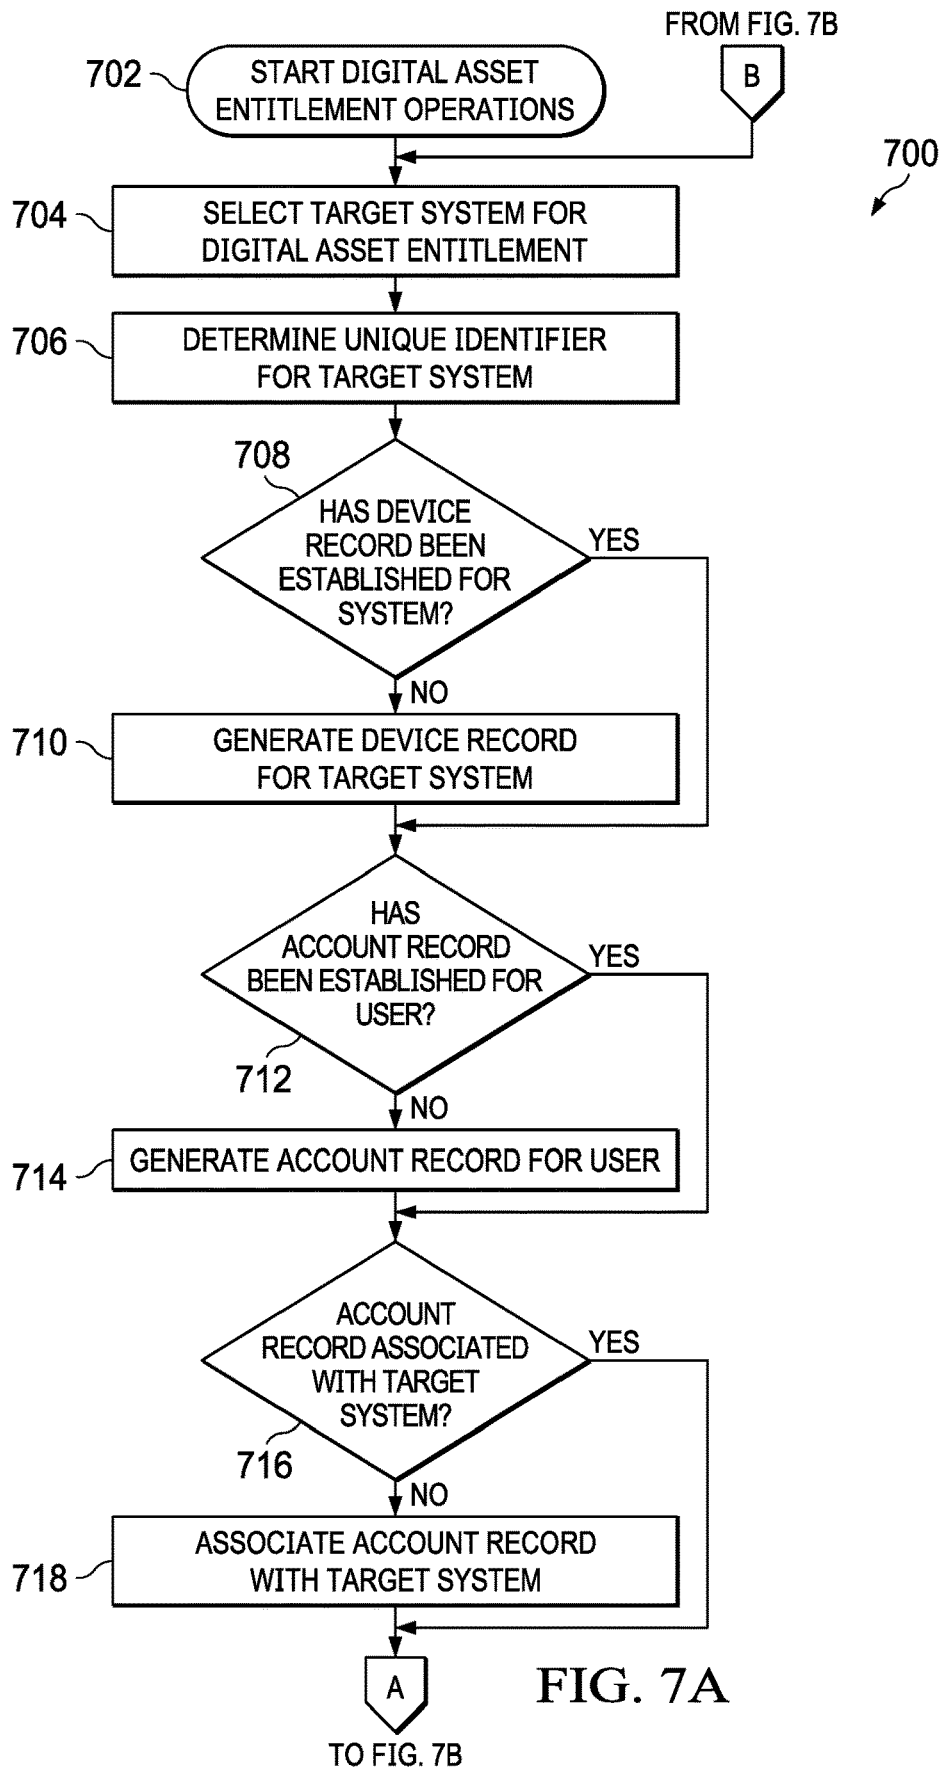 FROM FIG. 7B
B
702
START DIGITAL ASSET
ENTITLEMENT OPERATIONS
700
704
SELECT TARGET SYSTEM FOR
DIGITAL ASSET ENTITLEMENT
706
DETERMINE UNIQUE IDENTIFIER
FOR TARGET SYSTEM
708
HAS DEVICE
RECORD BEEN
ESTABLISHED FOR
SYSTEM?
YES
NO
710
GENERATE DEVICE RECORD
FOR TARGET SYSTEM
HAS
ACCOUNT RECORD
BEEN ESTABLISHED FOR
USER?
YES
712
NO
714
GENERATE ACCOUNT RECORD FOR USER
ACCOUNT
RECORD ASSOCIATED
WITH TARGET
SYSTEM?
YES
716
NO
718
ASSOCIATE ACCOUNT RECORD
WITH TARGET SYSTEM
A
FIG. 7A
TO FIG. 7B